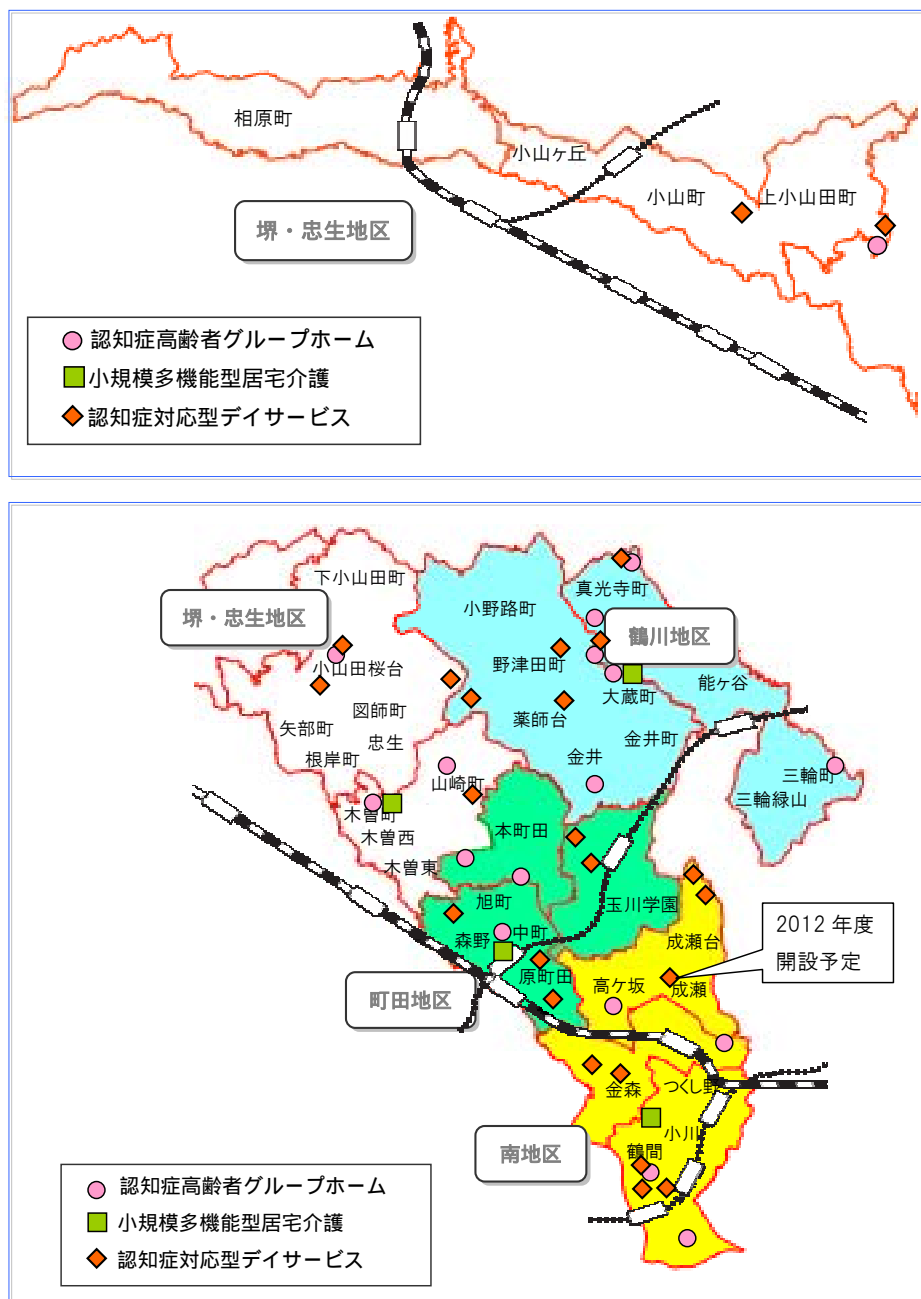 相原町
小山ヶ丘
小山町
上小山田町
堺・忠生地区
認知症高齢者グループホーム
小規模多機能型居宅介護
認知症対応型デイサービス
下小山田町
真光寺町
小野路町
堺・忠生地区
鶴川地区
小山田桜台
野津田町
能ヶ谷
大蔵町
図師町
矢部町
薬師台
忠生
金井町
根岸町
金井
山崎町
三輪町
三輪緑山
木曽町
本町田
木曽西
木曽東
旭町
玉川学園
森野
中町
成瀬台
2012 年度
開設予定
原町田
高ケ坂
成瀬
町田地区
金森
つくし野
小川
南地区
鶴間
認知症高齢者グループホーム
小規模多機能型居宅介護
認知症対応型デイサービス